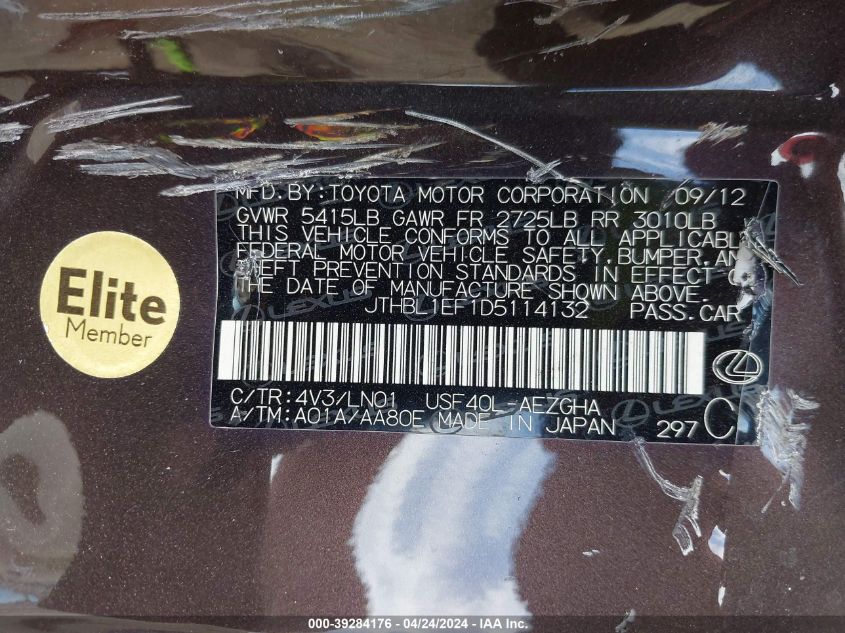 MFD. BY: TOYOTA MOTOR CORPORATION 09/12
GVWR 5415LB GAWR FR 2725LB RR 3010LB
THIS VEHICLE CONFORMS TO ALL APPLICABL
FEDERAL MOTOR VEHICLE SAFETY, BUMPER, AN
THEFT PREVENTION STANDARDS IN EFFECT
THE DATE OF MANUFACTURE SHOWN ABOVE.
JTHBL1EF1D5114132 PASS. CAR
Elite
Member
C/TR: 4V3/LN01 USF40L-AEZGHA
A/TM: A01A/AA80E MADE IN JAPAN 297 C
000-39284176 - 04/24/2024 - IAA Inc.